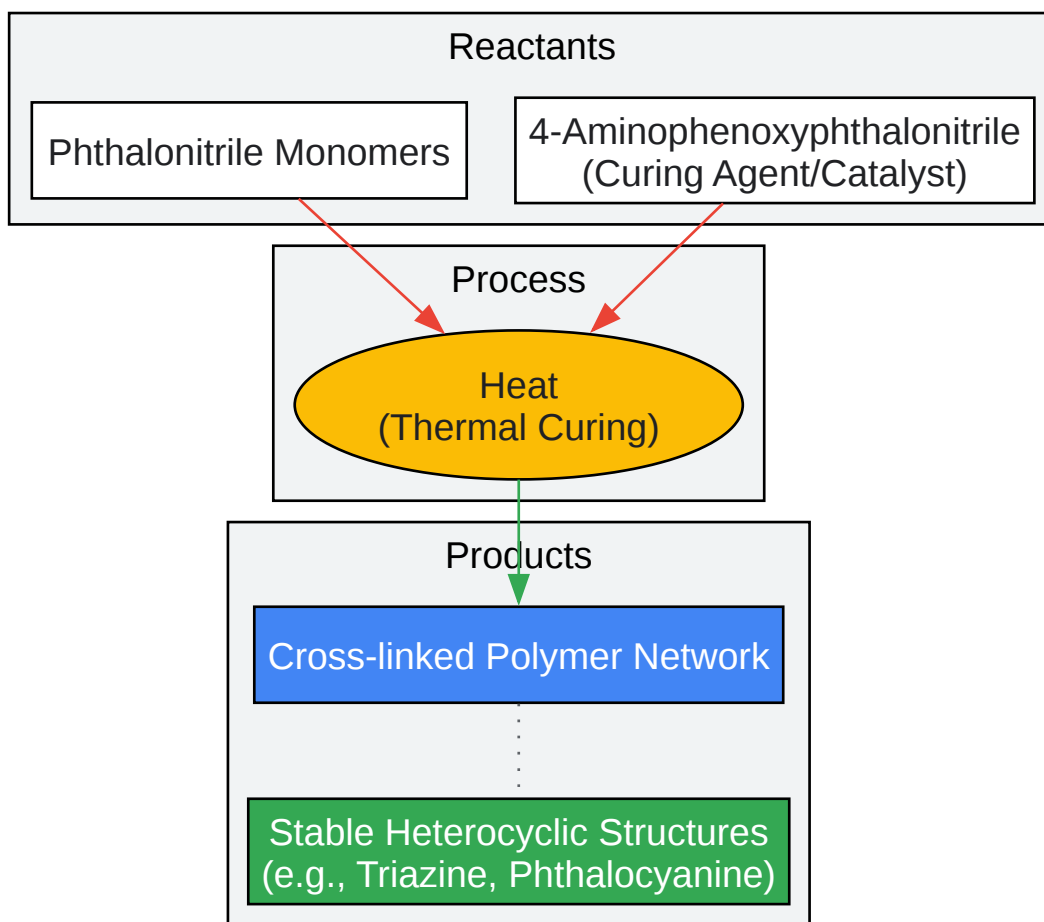 Reactants
Phthalonitrile Monomers
4-Aminophenoxyphthalonitrile
(Curing Agent/Catalyst)
Process
Heat
(Thermal Curing)
Products
Cross-linked Polymer Network
Stable Heterocyclic Structures
(e.g., Triazine, Phthalocyanine)